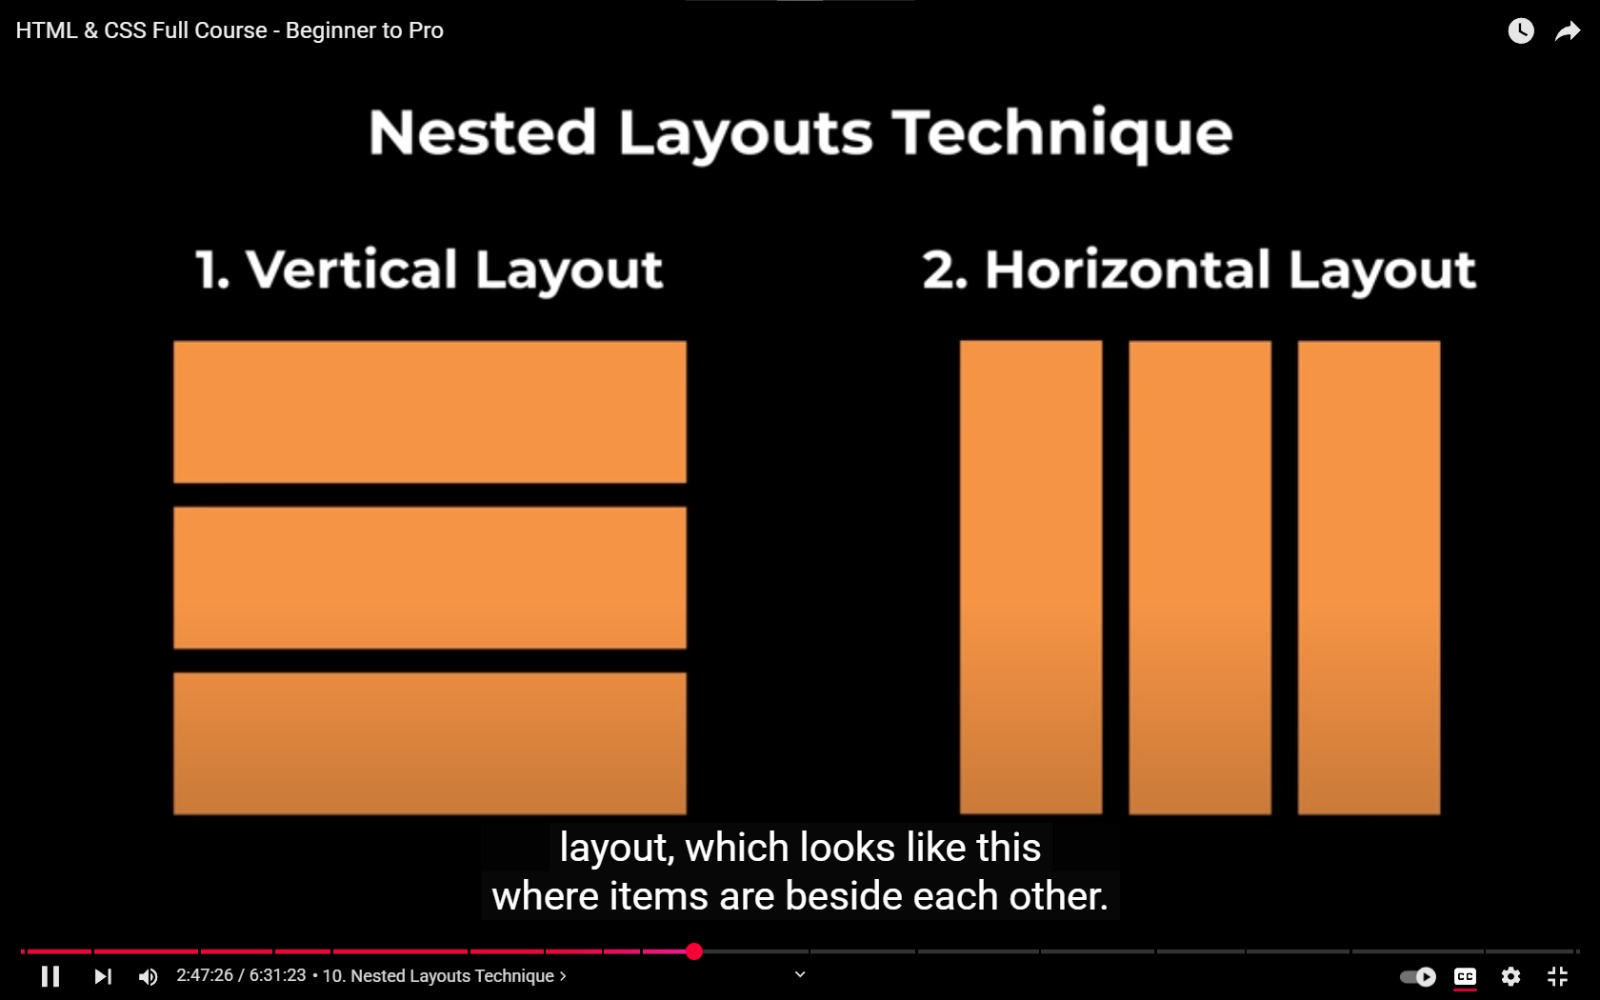 HTML & CSS Full Course - Beginner to Pro
Nested Layouts Technique
1. Vertical Layout
2. Horizontal Layout
layout, which looks like this
where items are beside each other.
2:47:26 / 6:31:23 • 10. Nested Layouts Technique >
CC